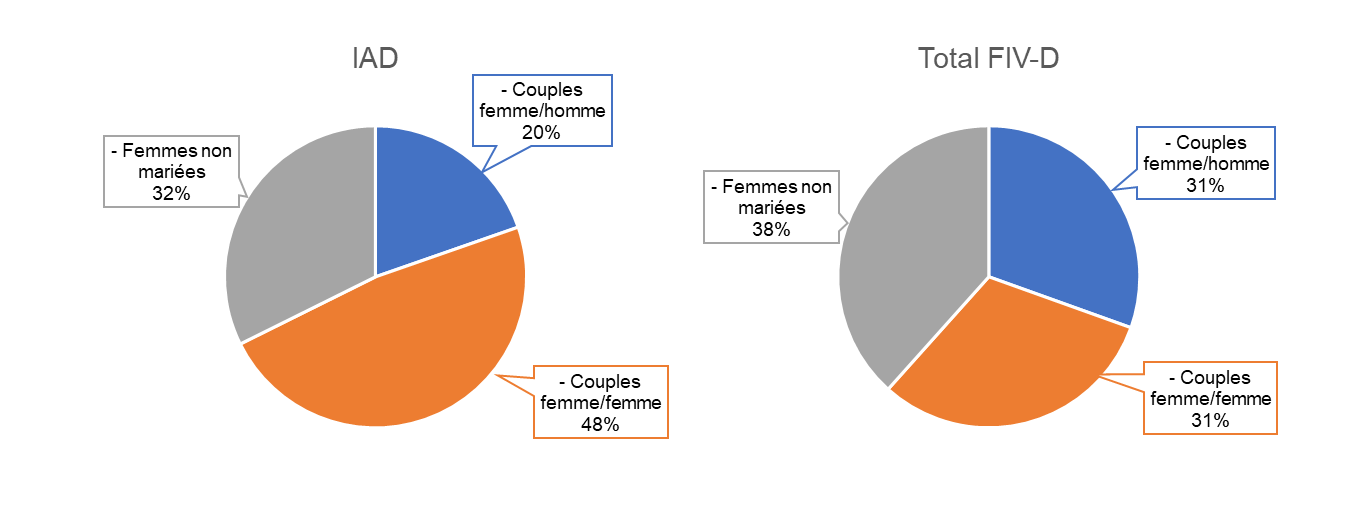 IAD
- Couples
femme/homme
20%
- Femmes non
mariées
32%
- Couples
femme/femme
48%
Total FIV-D
- Couples
femme/homme
31%
- Femmes non
mariées
38%
- Couples
femme/femme
31%